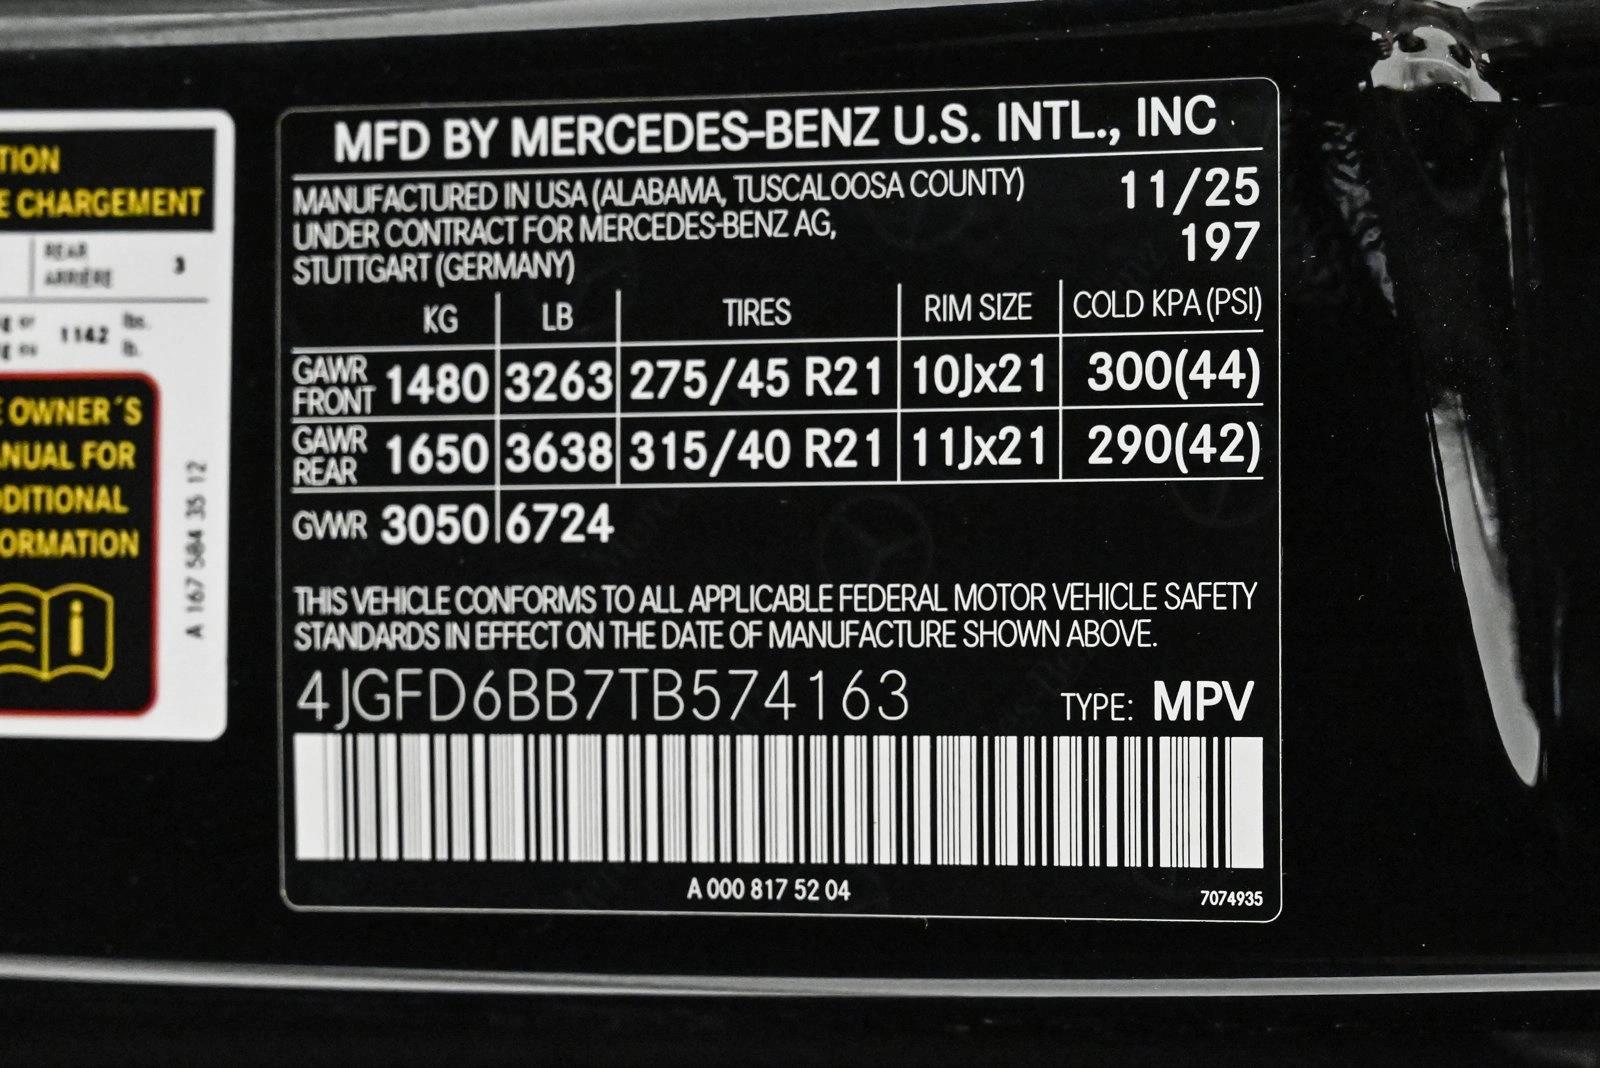 TION
E CHARGEMENT
REAR
ARRIÈRE 3
1142 lbs.
lb.
E OWNER´S
ANUAL FOR
DDITIONAL
FORMATION
A 167 584 35 12
MFD BY MERCEDES-BENZ U.S. INTL., INC
MANUFACTURED IN USA (ALABAMA, TUSCALOOSA COUNTY) 11/25
UNDER CONTRACT FOR MERCEDES-BENZ AG, 197
STUTTGART (GERMANY)
KG LB TIRES RIM SIZE COLD KPA (PSI)
GAWR FRONT 1480 3263 275/45 R21 10Jx21 300(44)
GAWR REAR 1650 3638 315/40 R21 11Jx21 290(42)
GVWR 3050 6724
THIS VEHICLE CONFORMS TO ALL APPLICABLE FEDERAL MOTOR VEHICLE SAFETY
STANDARDS IN EFFECT ON THE DATE OF MANUFACTURE SHOWN ABOVE.
4JGFD6BB7TB574163 TYPE: MPV
A 000 817 52 04 7074935